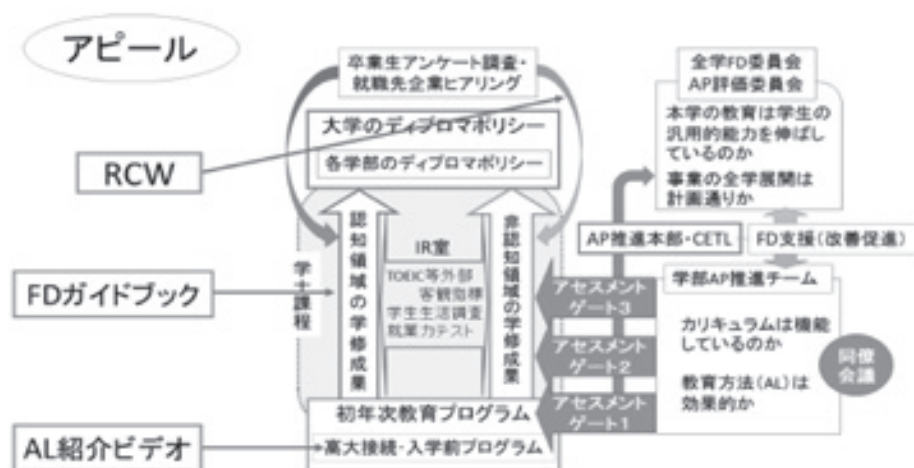 アピール
卒業生アンケート調査・
就職先企業ヒアリング
大学のディプロマポリシー
各学部のディプロマポリシー
RCW
FDガイドブック
AL紹介ビデオ
学士課程
認知領域の学修成果
IR室
TOEIC等外部
客観指標
学生生活調査
就業力テスト
非認知領域の学修成果
初年次教育プログラム
高大接続・入学前プログラム
アセスメント
ゲート3
アセスメント
ゲート2
アセスメント
ゲート1
全学FD委員会
AP評価委員会
本学の教育は学生の
汎用的能力を伸ばし
ているのか
事業の全学展開は
計画通りか
AP推進本部・CETL
FD支援(改善促進)
学部AP推進チーム
カリキュラムは機能
しているのか
教育方法(AL)は
効果的か
同僚
会議